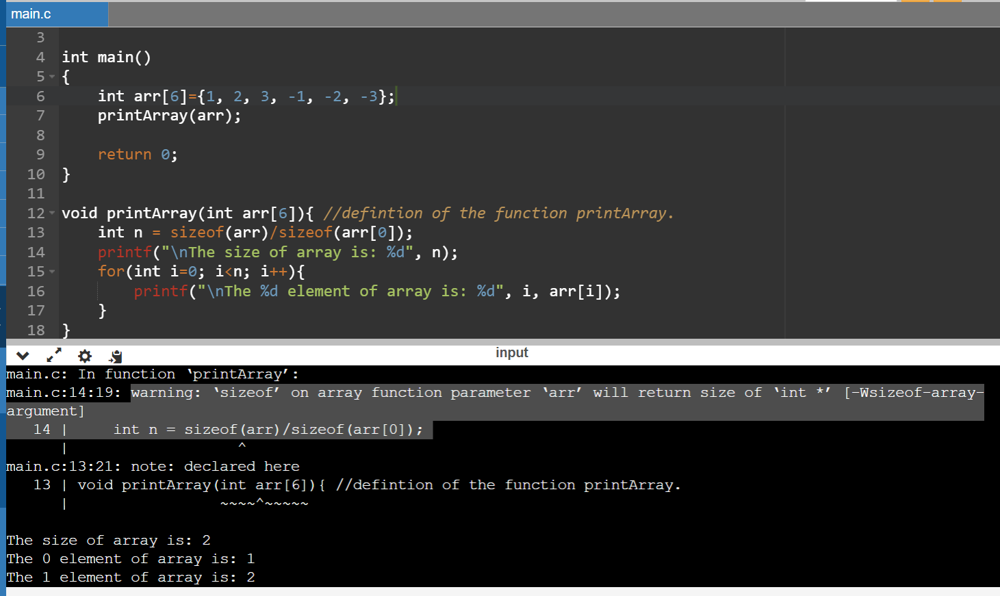 main.c
3
4 int main()
5 {
6     int arr[6]={1, 2, 3, -1, -2, -3};
7     printArray(arr);
8
9     return 0;
10 }
11
12 void printArray(int arr[6]){ //defintion of the function printArray.
13     int n = sizeof(arr)/sizeof(arr[0]);
14     printf("\nThe size of array is: %d", n);
15     for(int i=0; i<n; i++){
16         printf("\nThe %d element of array is: %d", i, arr[i]);
17     }
18 }
input
main.c: In function ‘printArray’:
main.c:14:19: warning: ‘sizeof’ on array function parameter ‘arr’ will return size of ‘int *’ [-Wsizeof-array-
argument]
   14 |     int n = sizeof(arr)/sizeof(arr[0]);
      |                   ^
main.c:13:21: note: declared here
   13 | void printArray(int arr[6]){ //defintion of the function printArray.
      |                 ~~~~^~~~~~

The size of array is: 2
The 0 element of array is: 1
The 1 element of array is: 2